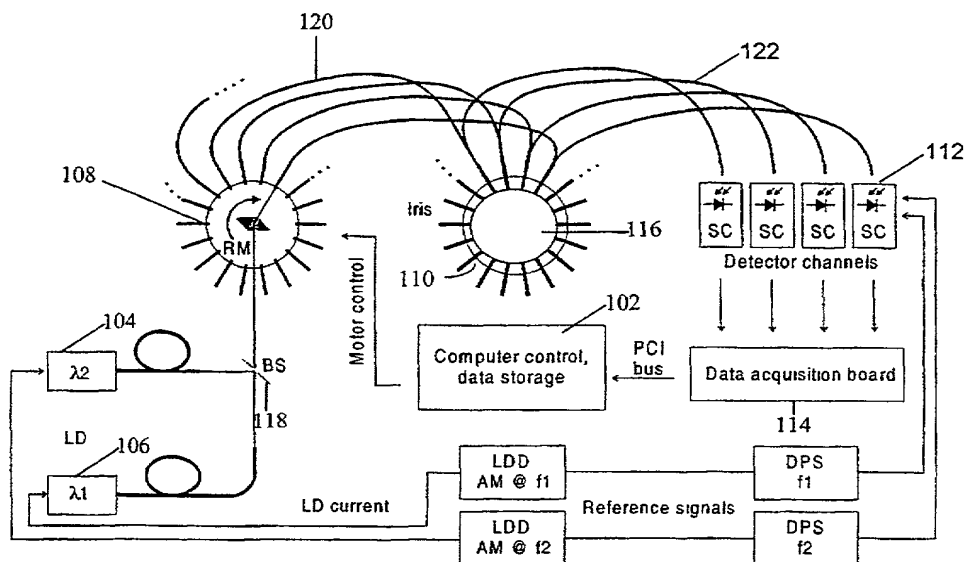 120
122
108
112
Iris
RM
116
SC
SC
SC
SC
110
Detector channels
102
104
Motor control
Computer control,
data storage
PCI
bus
Data acquisition board
λ2
BS
118
114
LD
106
λ1
LDD
AM @ f1
DPS
f1
LD current
Reference signals
LDD
AM @ f2
DPS
f2